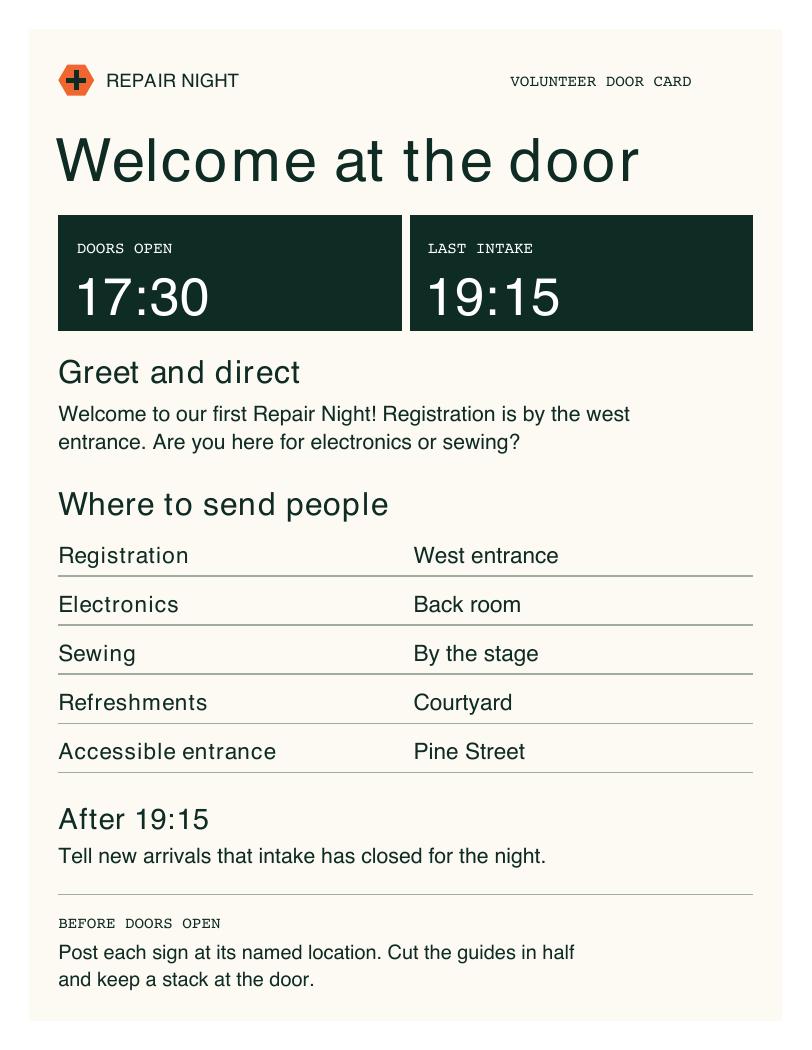 REPAIR NIGHT
VOLUNTEER DOOR CARD
Welcome at the door
DOORS OPEN
17:30
LAST INTAKE
19:15
Greet and direct
Welcome to our first Repair Night! Registration is by the west
entrance. Are you here for electronics or sewing?
Where to send people
Registration West entrance
Electronics Back room
Sewing By the stage
Refreshments Courtyard
Accessible entrance Pine Street
After 19:15
Tell new arrivals that intake has closed for the night.
BEFORE DOORS OPEN
Post each sign at its named location. Cut the guides in half
and keep a stack at the door.